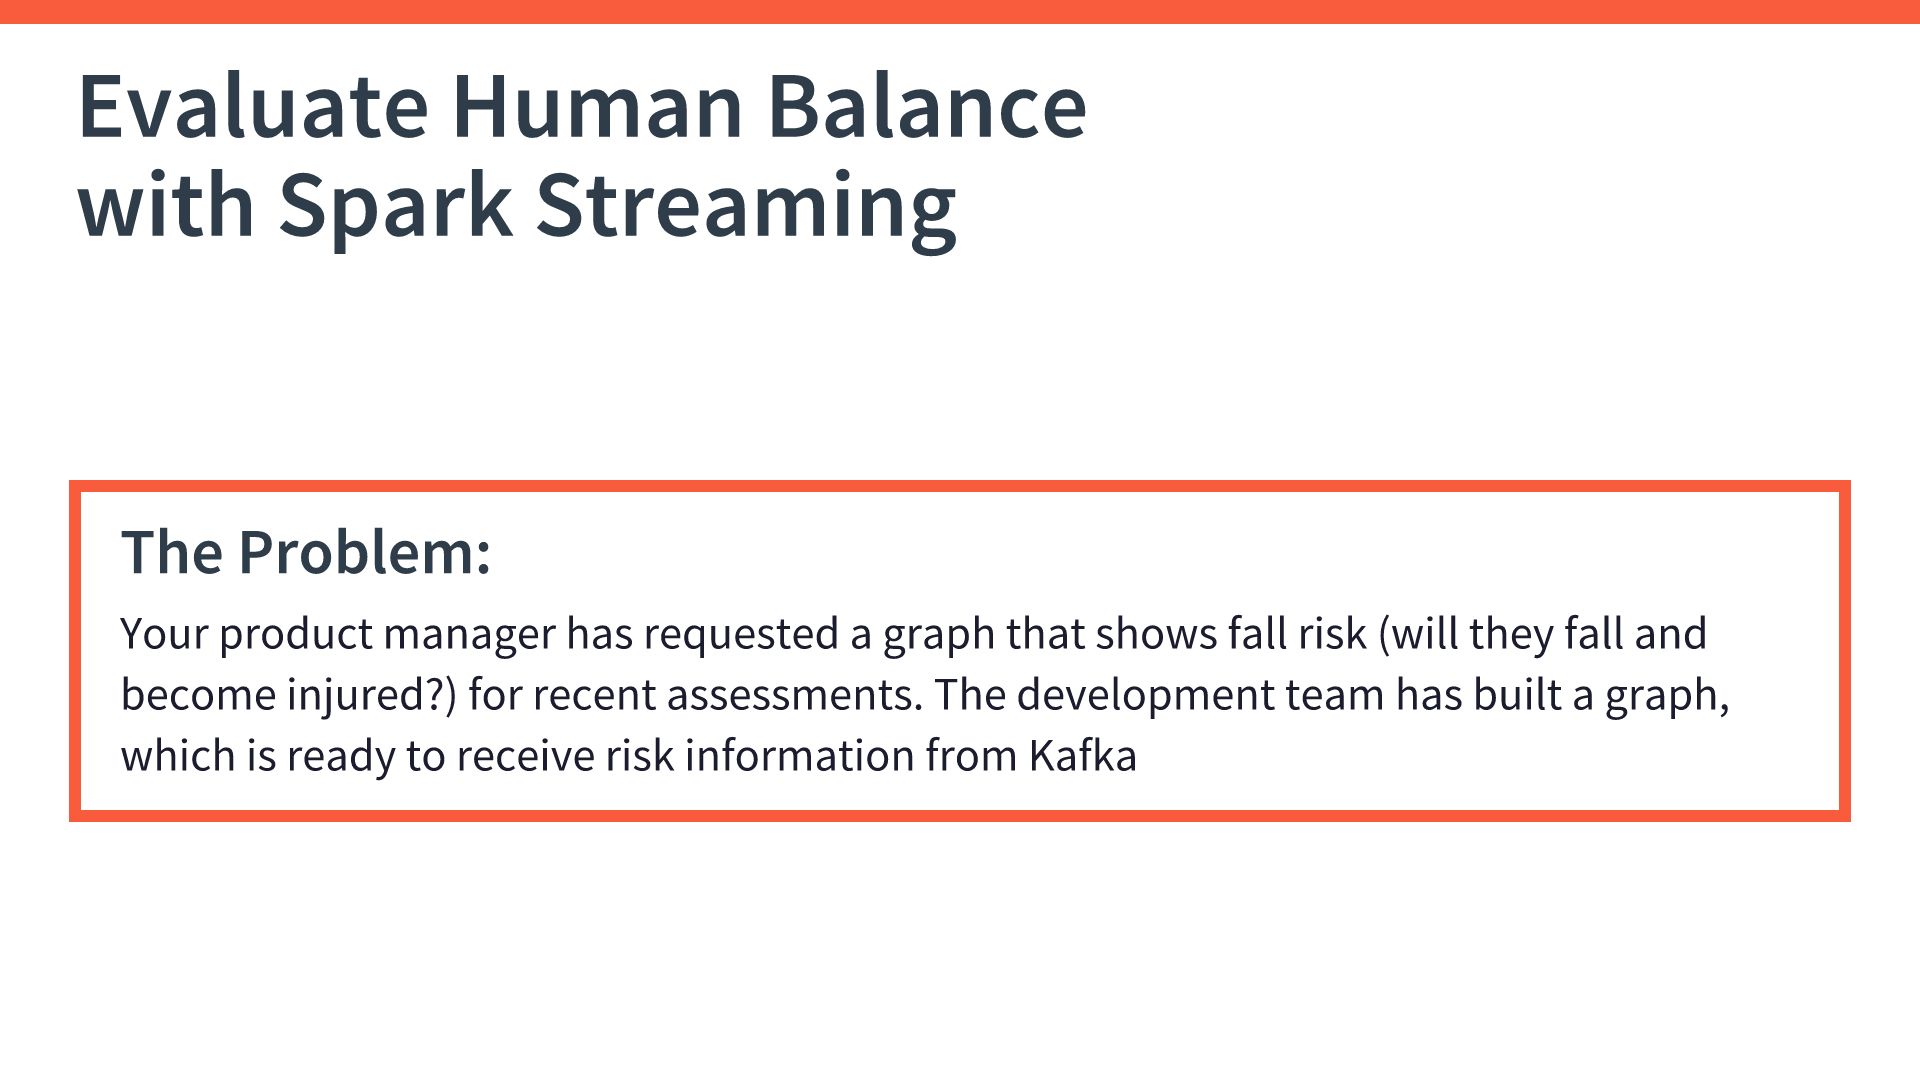 Evaluate Human Balance
with Spark Streaming
The Problem:
Your product manager has requested a graph that shows fall risk (will they fall and
become injured?) for recent assessments. The development team has built a graph,
which is ready to receive risk information from Kafka